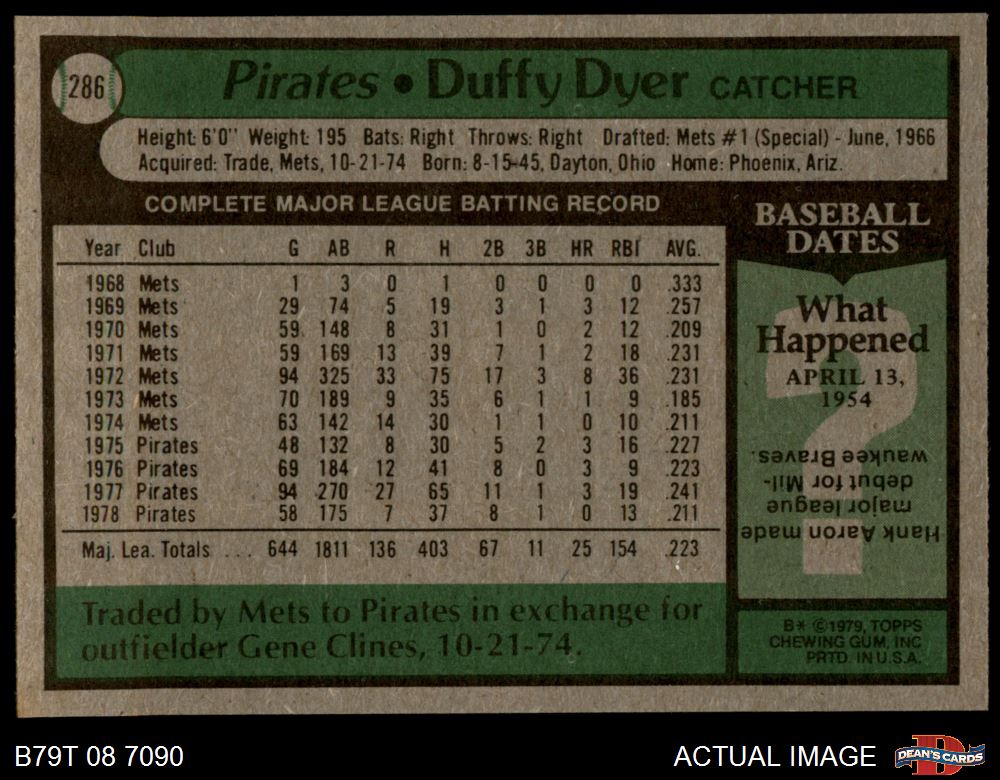 286
Pirates • Duffy Dyer CATCHER
Height: 6'0" Weight: 195 Bats: Right Throws: Right Drafted: Mets #1 (Special) - June, 1966
Acquired: Trade, Mets, 10-21-74 Born: 8-15-45, Dayton, Ohio Home: Phoenix, Ariz.
COMPLETE MAJOR LEAGUE BATTING RECORD
Year Club G AB R H 2B 3B HR RBI AVG.
1968 Mets 1 3 0 1 0 0 0 0 .333
1969 Mets 29 74 5 19 3 1 3 12 .257
1970 Mets 59 148 8 31 1 0 2 12 .209
1971 Mets 59 169 13 39 7 1 2 18 .231
1972 Mets 94 325 33 75 17 3 8 36 .231
1973 Mets 70 189 9 35 6 1 1 9 .185
1974 Mets 63 142 14 30 1 1 0 10 .211
1975 Pirates 48 132 8 30 5 2 3 16 .227
1976 Pirates 69 184 12 41 8 0 3 9 .223
1977 Pirates 94 270 27 65 11 1 3 19 .241
1978 Pirates 58 175 7 37 8 1 0 13 .211
Maj. Lea. Totals ... 644 1811 136 403 67 11 25 154 .223
Traded by Mets to Pirates in exchange for
outfielder Gene Clines, 10-21-74.
BASEBALL
DATES
What
Happened
APRIL 13,
1954
?
Hank Aaron made
major league
debut for Mil-
waukee Braves.
B* ©1979, TOPPS
CHEWING GUM, INC
PRTD. IN U.S.A.
B79T 08 7090
ACTUAL IMAGE
D
DEAN'S CARDS